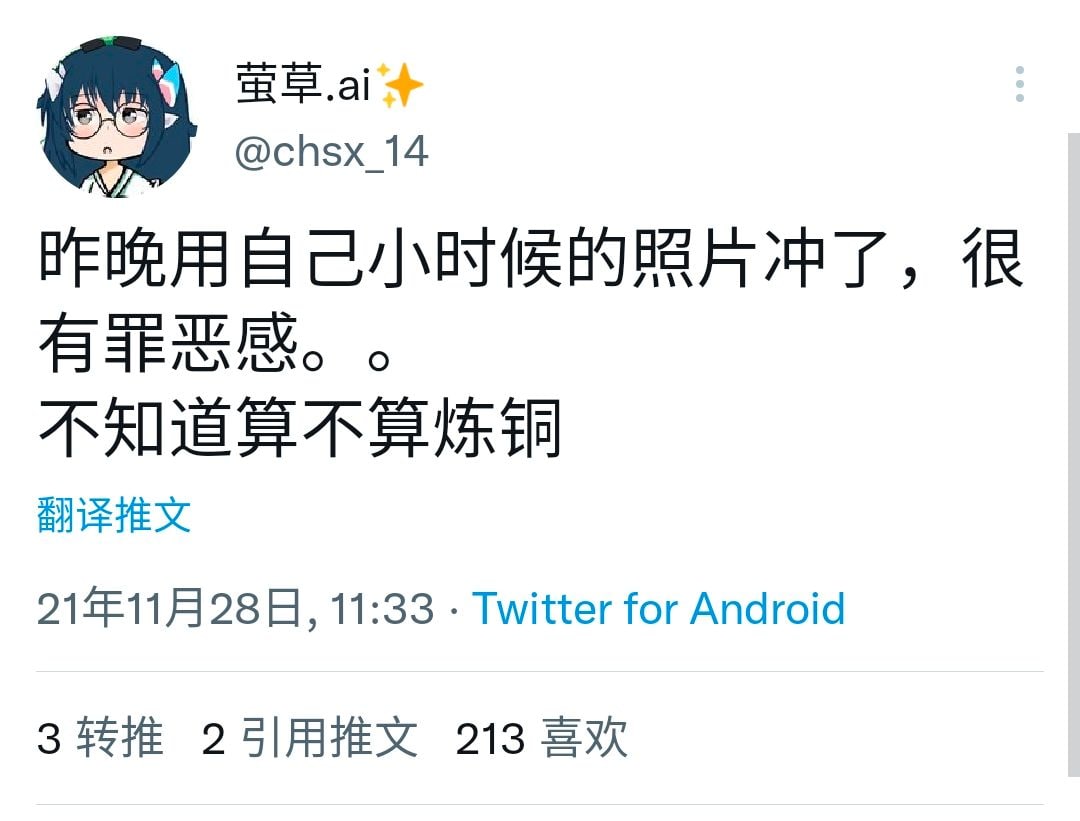 萤草.ai✨
@chsx_14
昨晚用自己小时候的照片冲了，很
有罪恶感。。
不知道算不算炼铜
翻译推文
21年11月28日, 11:33 · Twitter for Android
3 转推 2 引用推文 213 喜欢